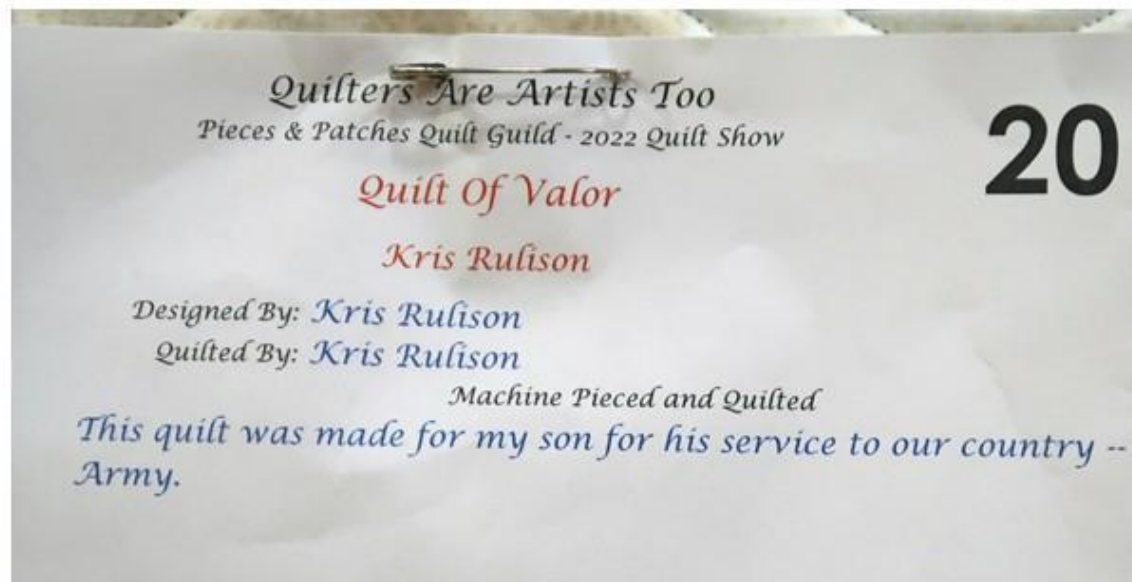 Quilters Are Artists Too
Pieces & Patches Quilt Guild - 2022 Quilt Show
20
Quilt Of Valor
Kris Rulison
Designed By: Kris Rulison
Quilted By: Kris Rulison
Machine Pieced and Quilted
This quilt was made for my son for his service to our country --
Army.